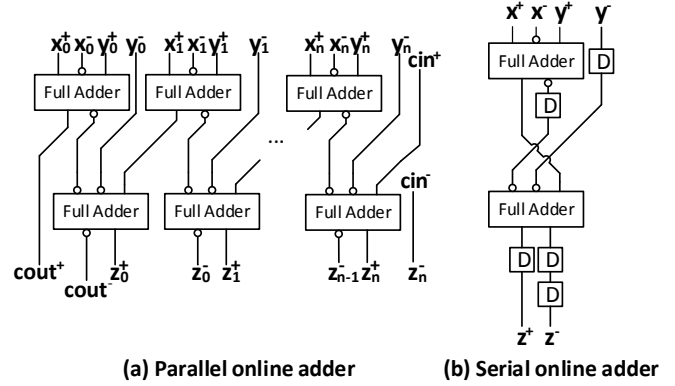 x₀⁺ x₀⁻ y₀⁺ y₀⁻ x₁⁺ x₁⁻ y₁⁺ y₁⁻ xₙ⁺ xₙ⁻ yₙ⁺ yₙ⁻
cin⁺
Full Adder Full Adder Full Adder
...
cin⁻
Full Adder Full Adder Full Adder
cout⁺ cout⁻ z₀⁺ z₀⁻ z₁⁺ zₙ₋₁⁻ zₙ⁺ zₙ⁻
(a) Parallel online adder
x⁺ x⁻ y⁺ y⁻
Full Adder D
D
Full Adder
D D
D
z⁺ z⁻
(b) Serial online adder